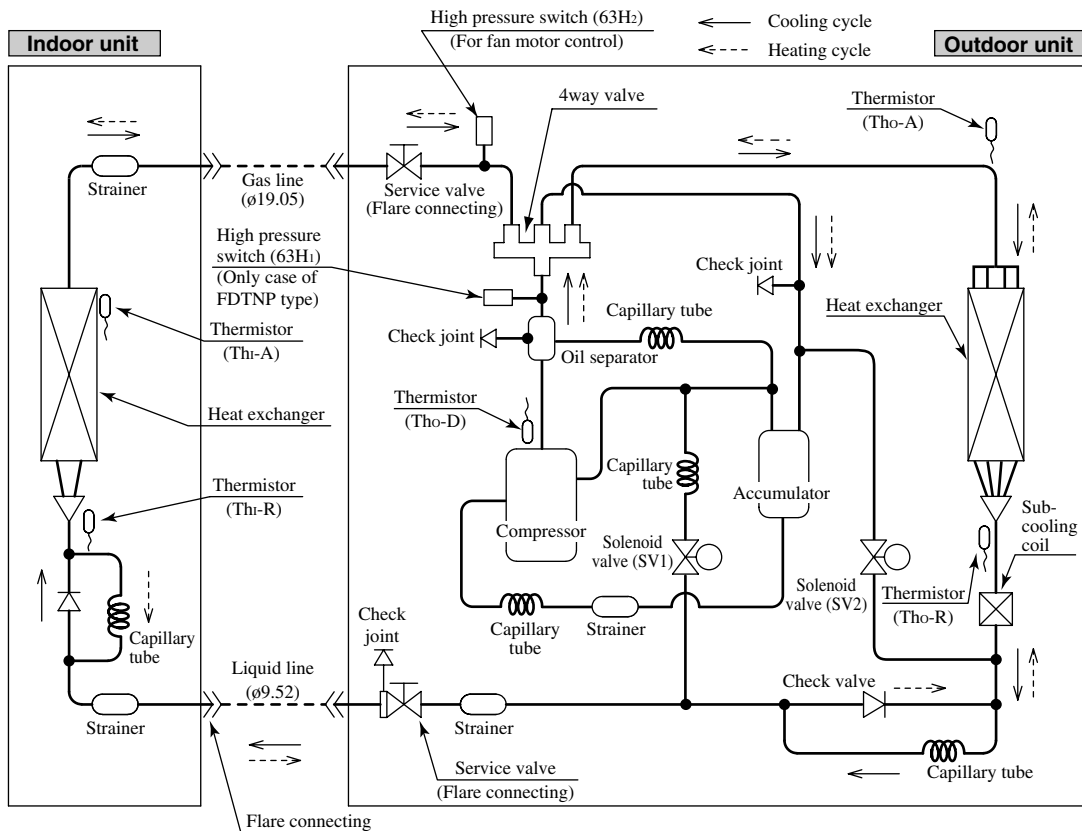 High pressure switch (63H2)
(For fan motor control)
Cooling cycle
Heating cycle
Indoor unit
Outdoor unit
4way valve
Thermistor
(Tho-A)
Strainer
Gas line
(ø19.05)
Service valve
(Flare connecting)
High pressure
switch (63H1)
(Only case of
FDTNP type)
Check joint
Capillary tube
Heat exchanger
Thermistor
(ThI-A)
Check joint
Oil separator
Thermistor
(Tho-D)
Heat exchanger
Capillary
tube
Accumulator
Thermistor
(ThI-R)
Compressor
Sub-
cooling
coil
Solenoid
valve (SV1)
Solenoid
valve (SV2)
Thermistor
(Tho-R)
Capillary
tube
Strainer
Check
joint
Capillary
tube
Liquid line
(ø9.52)
Check valve
Strainer
Strainer
Service valve
(Flare connecting)
Capillary tube
Flare connecting